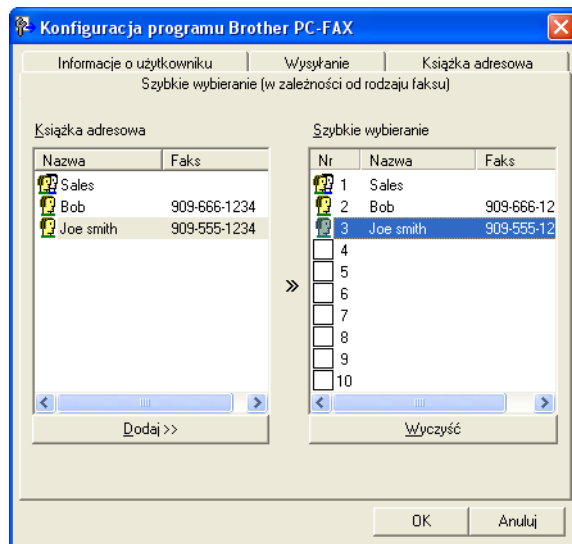 Konfiguracja programu Brother PC-FAX
Informacje o użytkowniku Wysyłanie Książka adresowa
Szybkie wybieranie (w zależności od rodzaju faksu)
Książka adresowa
Nazwa Faks
Sales
Bob 909-666-1234
Joe smith 909-555-1234
Dodaj >>
»
Szybkie wybieranie
Nr Nazwa Faks
1 Sales
2 Bob 909-666-12
3 Joe smith 909-555-12
4
5
6
7
8
9
10
Wyczyść
OK Anuluj